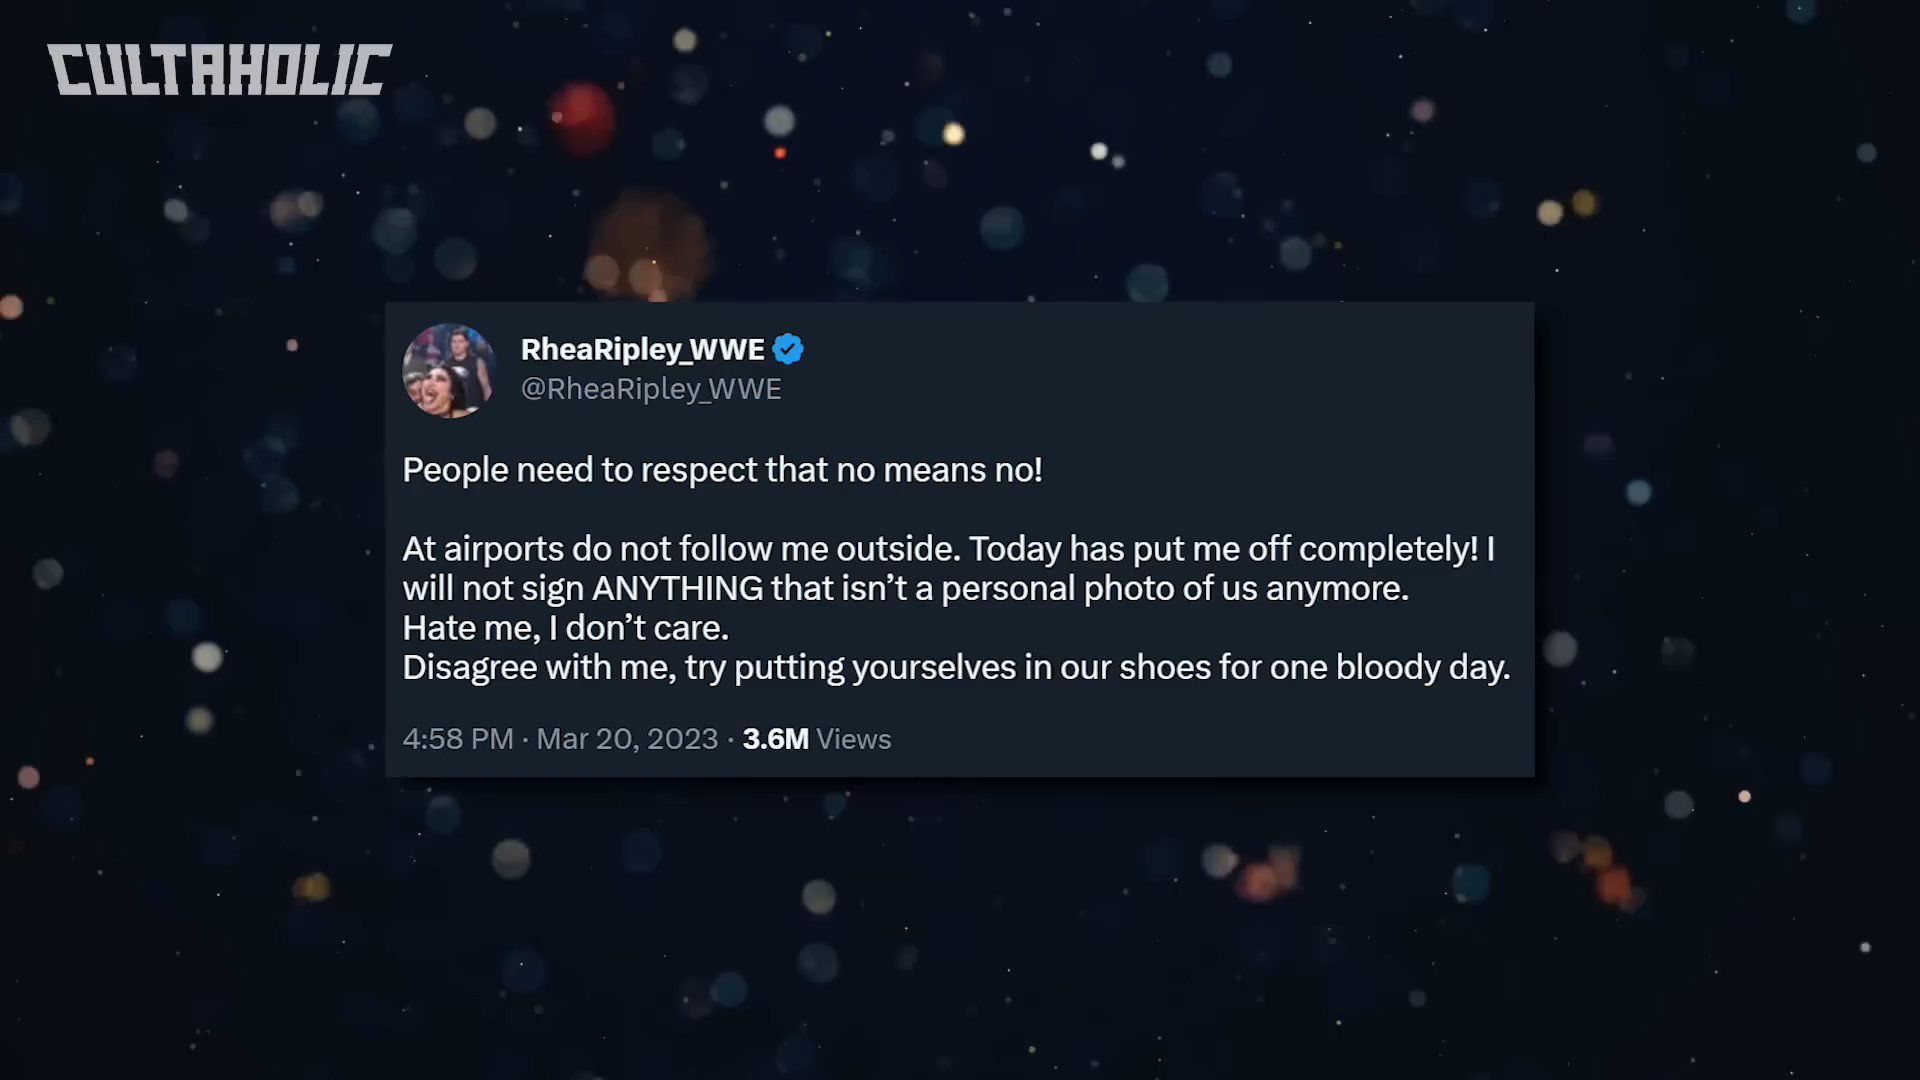 CULTAHOLIC
RheaRipley_WWE
@RheaRipley_WWE
People need to respect that no means no!
At airports do not follow me outside. Today has put me off completely! I
will not sign ANYTHING that isn’t a personal photo of us anymore.
Hate me, I don’t care.
Disagree with me, try putting yourselves in our shoes for one bloody day.
4:58 PM · Mar 20, 2023 · 3.6M Views